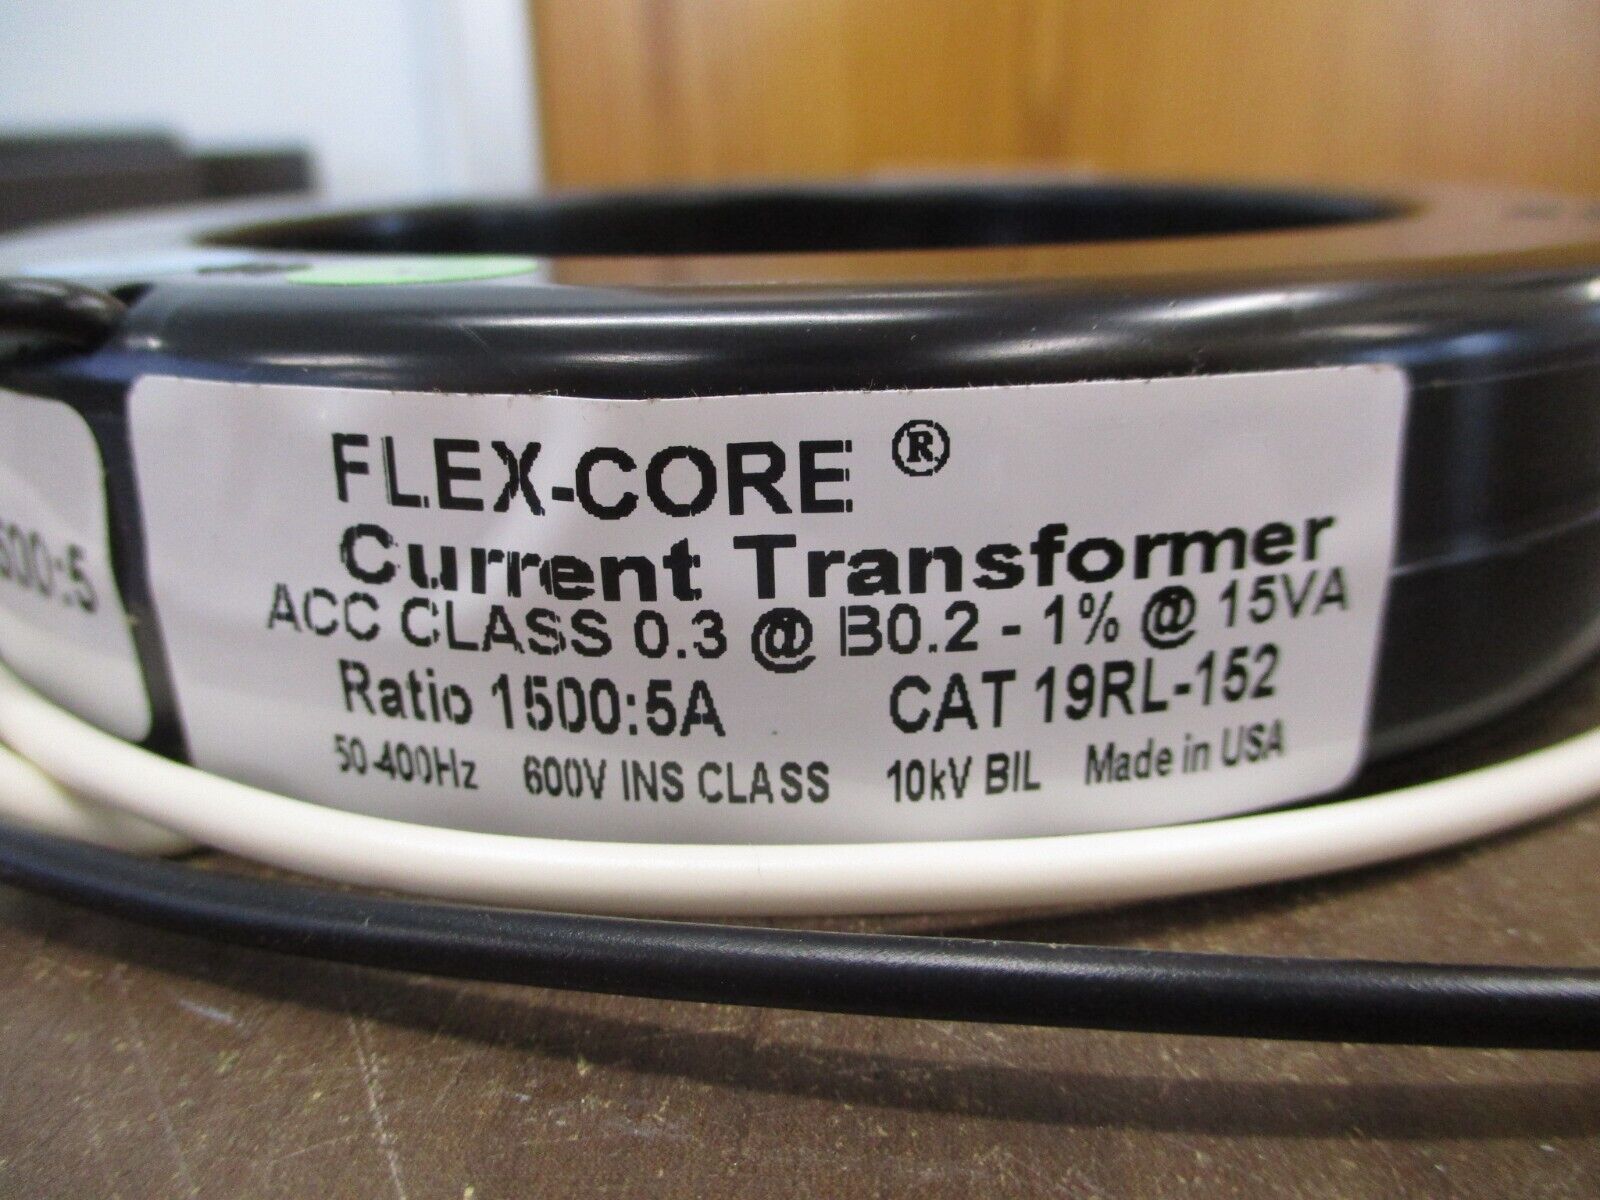 FLEX-CORE ®
Current Transformer
ACC CLASS 0.3 @ B0.2 - 1% @ 15VA
Ratio 1500:5A CAT 19RL-152
50-400Hz 600V INS CLASS 10kV BIL Made in USA